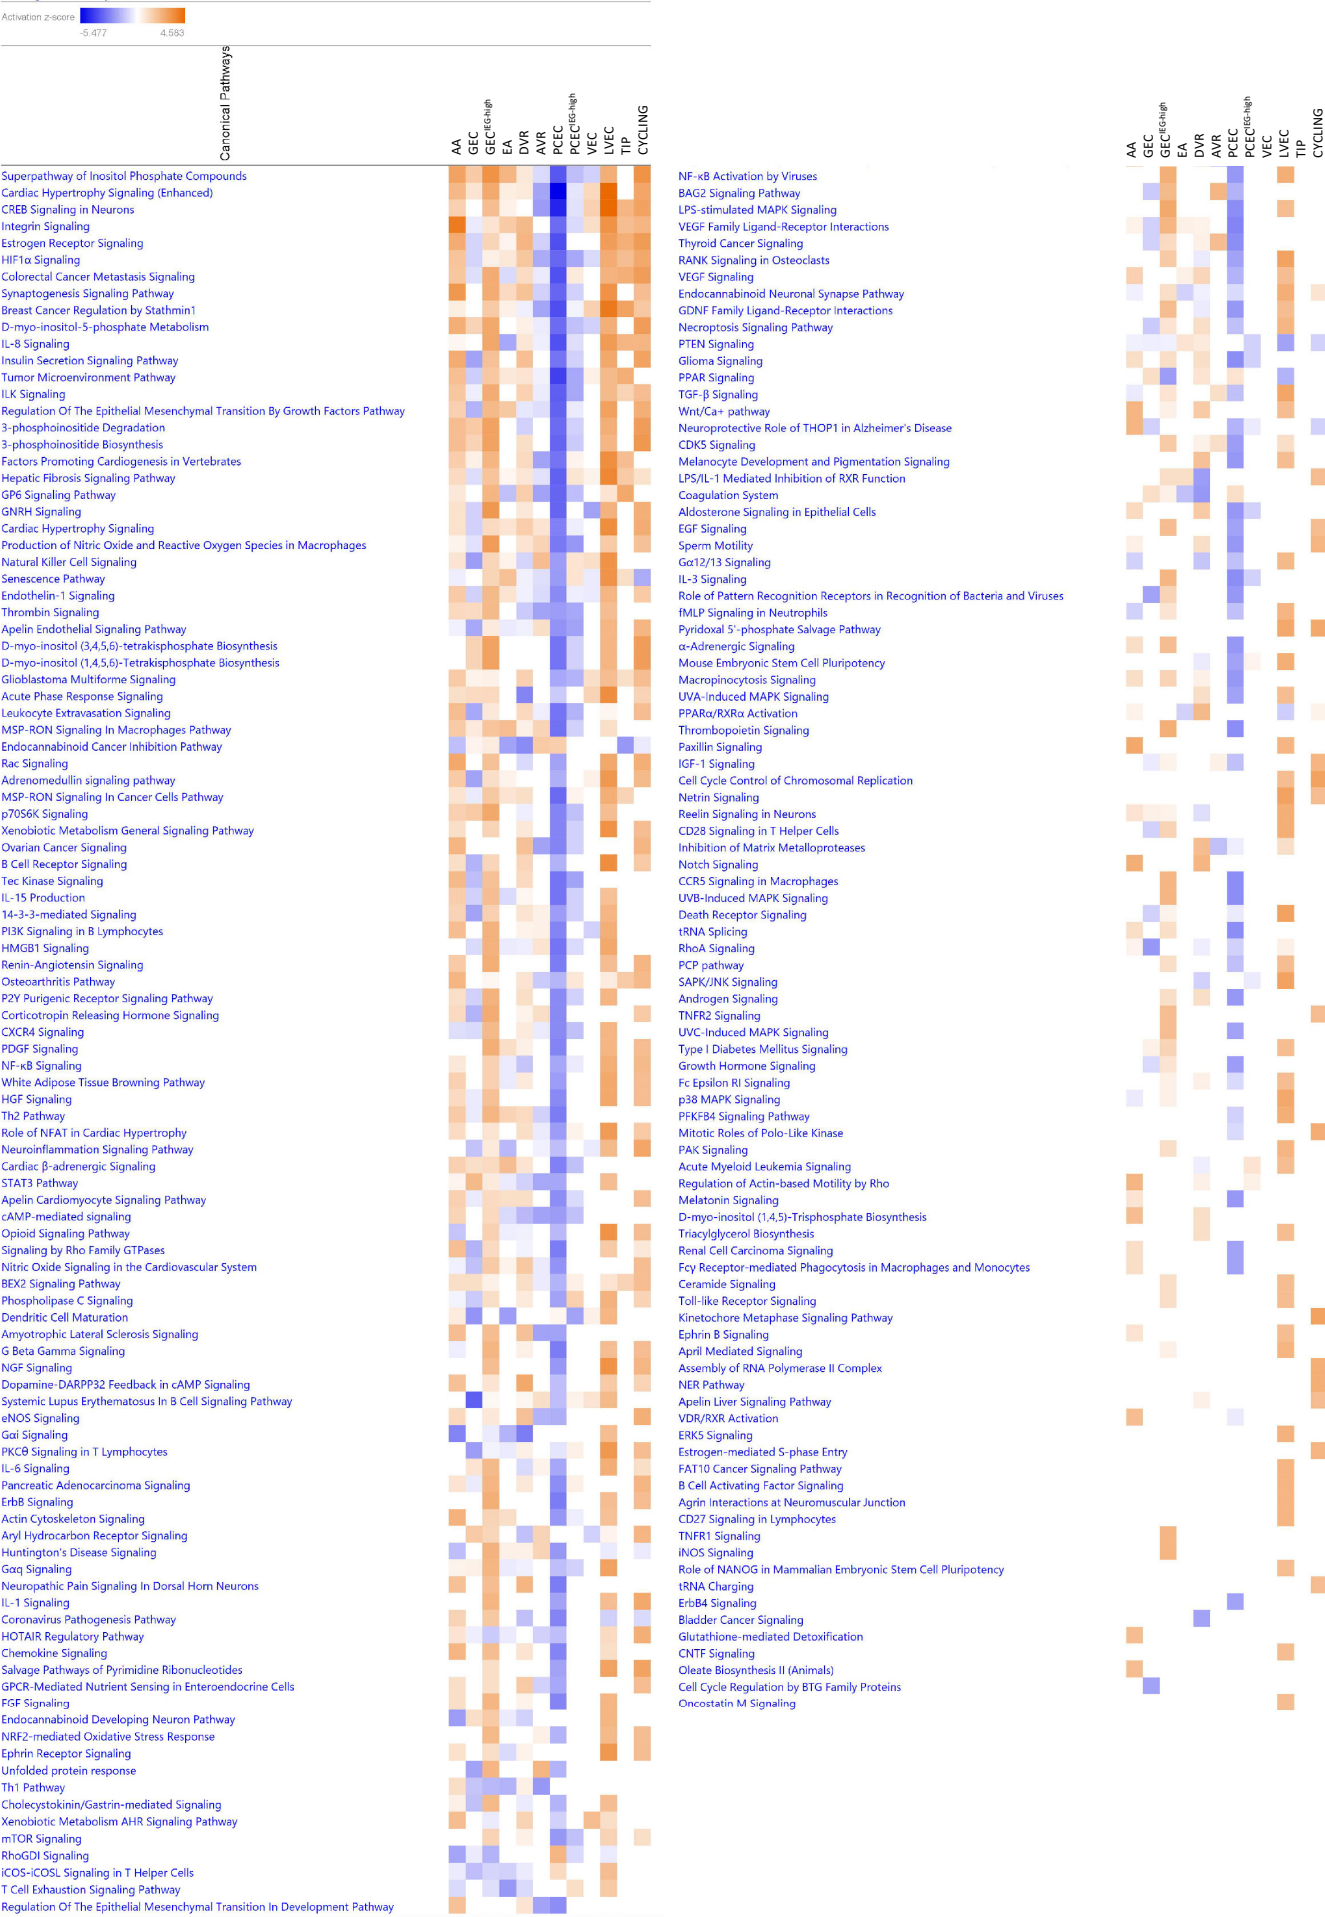 Activation z-score
-5.477 4.583
Canonical Pathways
AA
GEC
GEC IEG-high
EA
DVR
AVR
PCEC
PCEC IEG-high
VEC
LVEC
TIP
CYCLING
Superpathway of Inositol Phosphate Compounds
Cardiac Hypertrophy Signaling (Enhanced)
CREB Signaling in Neurons
Integrin Signaling
Estrogen Receptor Signaling
HIF1α Signaling
Colorectal Cancer Metastasis Signaling
Synaptogenesis Signaling Pathway
Breast Cancer Regulation by Stathmin1
D-myo-inositol-5-phosphate Metabolism
IL-8 Signaling
Insulin Secretion Signaling Pathway
Tumor Microenvironment Pathway
ILK Signaling
Regulation Of The Epithelial Mesenchymal Transition By Growth Factors Pathway
3-phosphoinositide Degradation
3-phosphoinositide Biosynthesis
Factors Promoting Cardiogenesis in Vertebrates
Hepatic Fibrosis Signaling Pathway
GP6 Signaling Pathway
GNRH Signaling
Cardiac Hypertrophy Signaling
Production of Nitric Oxide and Reactive Oxygen Species in Macrophages
Natural Killer Cell Signaling
Senescence Pathway
Endothelin-1 Signaling
Thrombin Signaling
Apelin Endothelial Signaling Pathway
D-myo-inositol (3,4,5,6)-tetrakisphosphate Biosynthesis
D-myo-inositol (1,4,5,6)-Tetrakisphosphate Biosynthesis
Glioblastoma Multiforme Signaling
Acute Phase Response Signaling
Leukocyte Extravasation Signaling
MSP-RON Signaling In Macrophages Pathway
Endocannabinoid Cancer Inhibition Pathway
Rac Signaling
Adrenomedullin signaling pathway
MSP-RON Signaling In Cancer Cells Pathway
p70S6K Signaling
Xenobiotic Metabolism General Signaling Pathway
Ovarian Cancer Signaling
B Cell Receptor Signaling
Tec Kinase Signaling
IL-15 Production
14-3-3-mediated Signaling
PI3K Signaling in B Lymphocytes
HMGB1 Signaling
Renin-Angiotensin Signaling
Osteoarthritis Pathway
P2Y Purigenic Receptor Signaling Pathway
Corticotropin Releasing Hormone Signaling
CXCR4 Signaling
PDGF Signaling
NF-κB Signaling
White Adipose Tissue Browning Pathway
HGF Signaling
Th2 Pathway
Role of NFAT in Cardiac Hypertrophy
Neuroinflammation Signaling Pathway
Cardiac β-adrenergic Signaling
STAT3 Pathway
Apelin Cardiomyocyte Signaling Pathway
cAMP-mediated signaling
Opioid Signaling Pathway
Signaling by Rho Family GTPases
Nitric Oxide Signaling in the Cardiovascular System
BEX2 Signaling Pathway
Phospholipase C Signaling
Dendritic Cell Maturation
Amyotrophic Lateral Sclerosis Signaling
G Beta Gamma Signaling
NGF Signaling
Dopamine-DARPP32 Feedback in cAMP Signaling
Systemic Lupus Erythematosus In B Cell Signaling Pathway
eNOS Signaling
Gαi Signaling
PKCθ Signaling in T Lymphocytes
IL-6 Signaling
Pancreatic Adenocarcinoma Signaling
ErbB Signaling
Actin Cytoskeleton Signaling
Aryl Hydrocarbon Receptor Signaling
Huntington's Disease Signaling
Gαq Signaling
Neuropathic Pain Signaling In Dorsal Horn Neurons
IL-1 Signaling
Coronavirus Pathogenesis Pathway
HOTAIR Regulatory Pathway
Chemokine Signaling
Salvage Pathways of Pyrimidine Ribonucleotides
GPCR-Mediated Nutrient Sensing in Enteroendocrine Cells
FGF Signaling
Endocannabinoid Developing Neuron Pathway
NRF2-mediated Oxidative Stress Response
Ephrin Receptor Signaling
Unfolded protein response
Th1 Pathway
Cholecystokinin/Gastrin-mediated Signaling
Xenobiotic Metabolism AHR Signaling Pathway
mTOR Signaling
RhoGDI Signaling
iCOS-iCOSL Signaling in T Helper Cells
T Cell Exhaustion Signaling Pathway
Regulation Of The Epithelial Mesenchymal Transition In Development Pathway
AA
GEC
GEC IEG-high
EA
DVR
AVR
PCEC
PCEC IEG-high
VEC
LVEC
TIP
CYCLING
NF-κB Activation by Viruses
BAG2 Signaling Pathway
LPS-stimulated MAPK Signaling
VEGF Family Ligand-Receptor Interactions
Thyroid Cancer Signaling
RANK Signaling in Osteoclasts
VEGF Signaling
Endocannabinoid Neuronal Synapse Pathway
GDNF Family Ligand-Receptor Interactions
Necroptosis Signaling Pathway
PTEN Signaling
Glioma Signaling
PPAR Signaling
TGF-β Signaling
Wnt/Ca+ pathway
Neuroprotective Role of THOP1 in Alzheimer's Disease
CDK5 Signaling
Melanocyte Development and Pigmentation Signaling
LPS/IL-1 Mediated Inhibition of RXR Function
Coagulation System
Aldosterone Signaling in Epithelial Cells
EGF Signaling
Sperm Motility
Gα12/13 Signaling
IL-3 Signaling
Role of Pattern Recognition Receptors in Recognition of Bacteria and Viruses
fMLP Signaling in Neutrophils
Pyridoxal 5'-phosphate Salvage Pathway
α-Adrenergic Signaling
Mouse Embryonic Stem Cell Pluripotency
Macropinocytosis Signaling
UVA-Induced MAPK Signaling
PPARα/RXRα Activation
Thrombopoietin Signaling
Paxillin Signaling
IGF-1 Signaling
Cell Cycle Control of Chromosomal Replication
Netrin Signaling
Reelin Signaling in Neurons
CD28 Signaling in T Helper Cells
Inhibition of Matrix Metalloproteases
Notch Signaling
CCR5 Signaling in Macrophages
UVB-Induced MAPK Signaling
Death Receptor Signaling
tRNA Splicing
RhoA Signaling
PCP pathway
SAPK/JNK Signaling
Androgen Signaling
TNFR2 Signaling
UVC-Induced MAPK Signaling
Type I Diabetes Mellitus Signaling
Growth Hormone Signaling
Fc Epsilon RI Signaling
p38 MAPK Signaling
PFKFB4 Signaling Pathway
Mitotic Roles of Polo-Like Kinase
PAK Signaling
Acute Myeloid Leukemia Signaling
Regulation of Actin-based Motility by Rho
Melatonin Signaling
D-myo-inositol (1,4,5)-Trisphosphate Biosynthesis
Triacylglycerol Biosynthesis
Renal Cell Carcinoma Signaling
Fcγ Receptor-mediated Phagocytosis in Macrophages and Monocytes
Ceramide Signaling
Toll-like Receptor Signaling
Kinetochore Metaphase Signaling Pathway
Ephrin B Signaling
April Mediated Signaling
Assembly of RNA Polymerase II Complex
NER Pathway
Apelin Liver Signaling Pathway
VDR/RXR Activation
ERK5 Signaling
Estrogen-mediated S-phase Entry
FAT10 Cancer Signaling Pathway
B Cell Activating Factor Signaling
Agrin Interactions at Neuromuscular Junction
CD27 Signaling in Lymphocytes
TNFR1 Signaling
iNOS Signaling
Role of NANOG in Mammalian Embryonic Stem Cell Pluripotency
tRNA Charging
ErbB4 Signaling
Bladder Cancer Signaling
Glutathione-mediated Detoxification
CNTF Signaling
Oleate Biosynthesis II (Animals)
Cell Cycle Regulation by BTG Family Proteins
Oncostatin M Signaling